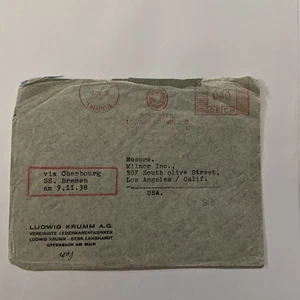 DEUTSCHES
REICH
via Cherbourg
SS. Bremen
am 9.11.38
Messrs.
Milnor Inc.,
307 South olive Street,
Los Angeles / Calif.
USA.
LUDWIG KRUMM A.G.
VEREINIGTE LEDERWARENFABRIKEN
LUDWIG KRUMM - GEBR. LANGHARDT
OFFENBACH AM MAIN